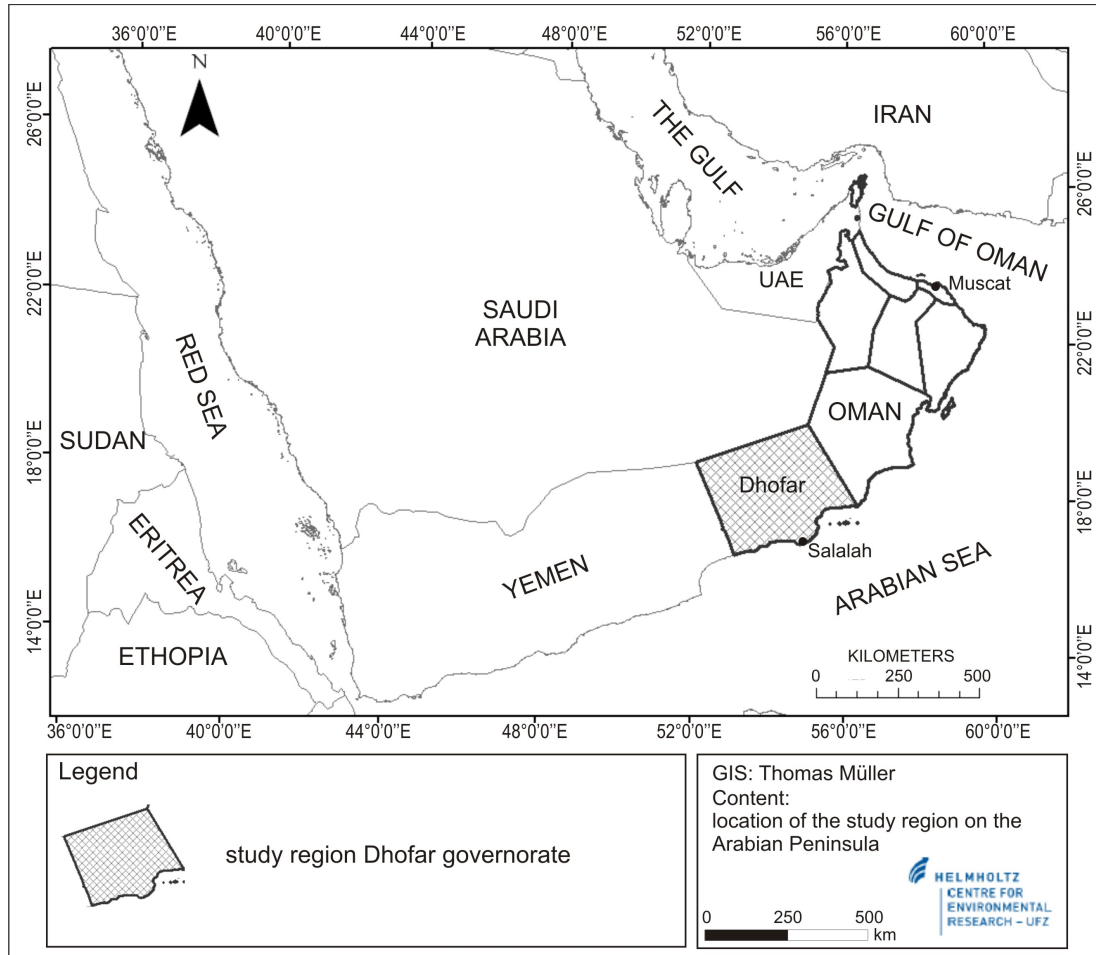 36°0'0"E 40°0'0"E 44°0'0"E 48°0'0"E 52°0'0"E 56°0'0"E 60°0'0"E
N
26°0'0"E
22°0'0"E
18°0'0"E
14°0'0"E
26°0'0"E
22°0'0"E
18°0'0"E
14°0'0"E
IRAN
THE GULF
GULF OF OMAN
UAE
Muscat
SAUDI
ARABIA
RED SEA
OMAN
SUDAN
Dhofar
ERITREA
Salalah
YEMEN
ARABIAN SEA
ETHOPIA
KILOMETERS
0 250 500
36°0'0"E 40°0'0"E 44°0'0"E 48°0'0"E 52°0'0"E 56°0'0"E 60°0'0"E
Legend
study region Dhofar governorate
GIS: Thomas Müller
Content:
location of the study region on the
Arabian Peninsula
HELMHOLTZ
CENTRE FOR
ENVIRONMENTAL
RESEARCH – UFZ
0 250 500
km